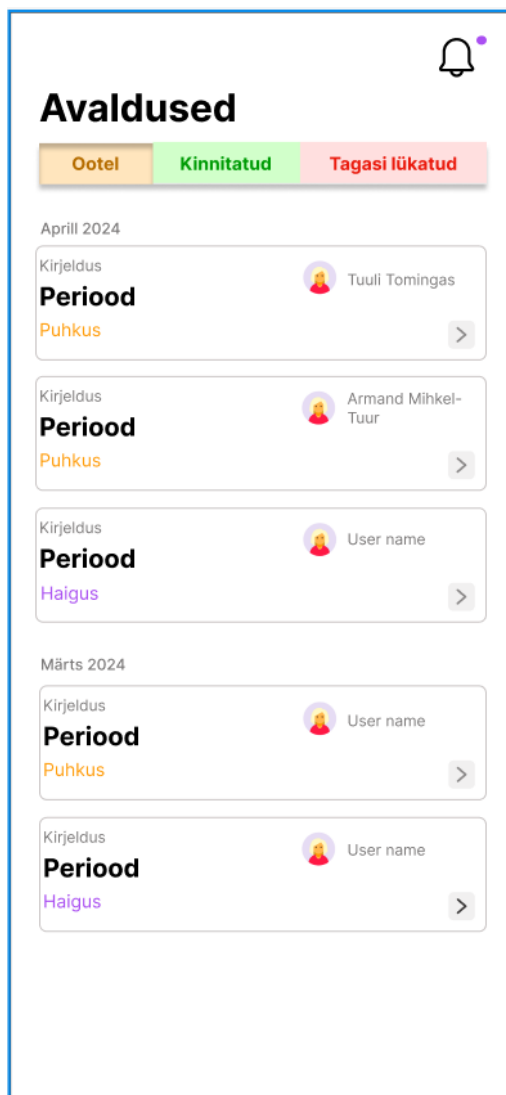 Avaldused
Ootel Kinnitatud Tagasi lükatud
Aprill 2024
Kirjeldus
Periood
Puhkus
Tuuli Tomingas
Kirjeldus
Periood
Puhkus
Armand Mihkel-
Tuur
Kirjeldus
Periood
Haigus
User name
Märts 2024
Kirjeldus
Periood
Puhkus
User name
Kirjeldus
Periood
Haigus
User name